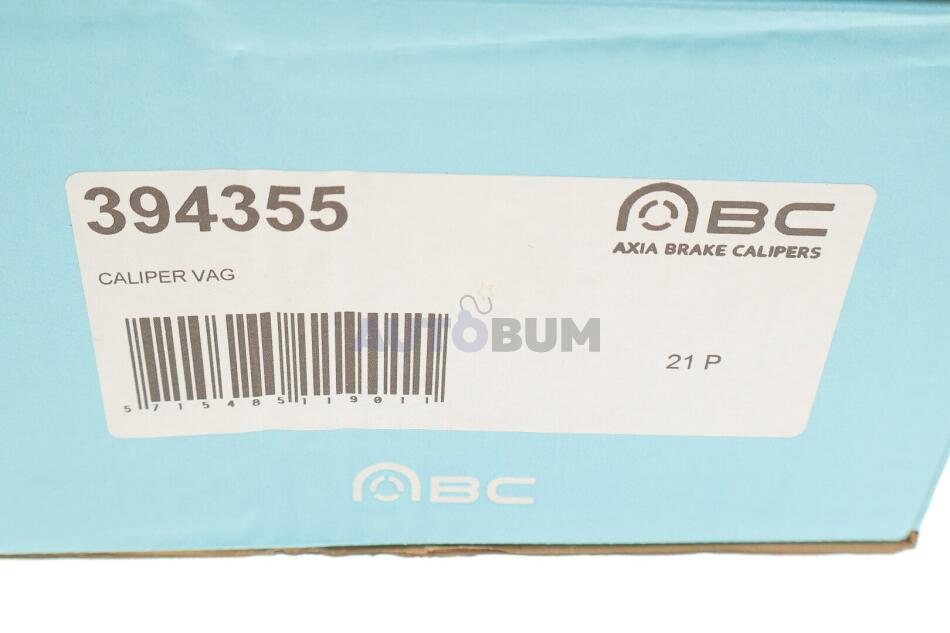 394355
ABC
AXIA BRAKE CALIPERS
CALIPER VAG
AUTOBUM
21 P
5715485119011
ABC